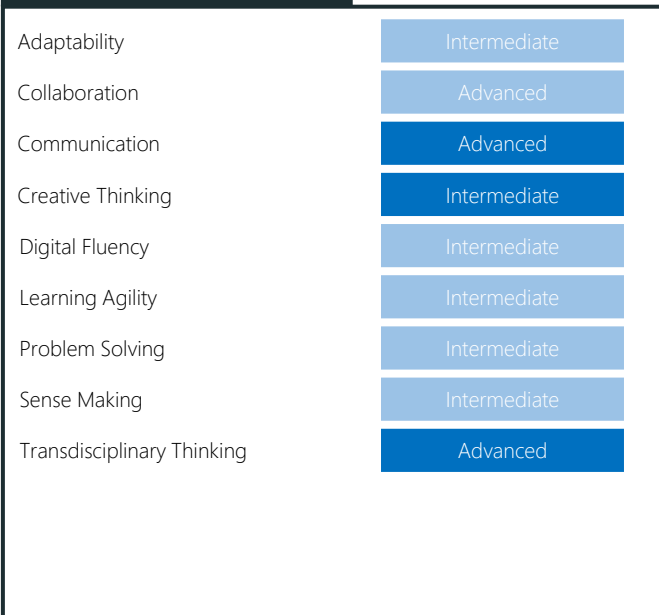 Adaptability Intermediate
Collaboration Advanced
Communication Advanced
Creative Thinking Intermediate
Digital Fluency Intermediate
Learning Agility Intermediate
Problem Solving Intermediate
Sense Making Intermediate
Transdisciplinary Thinking Advanced